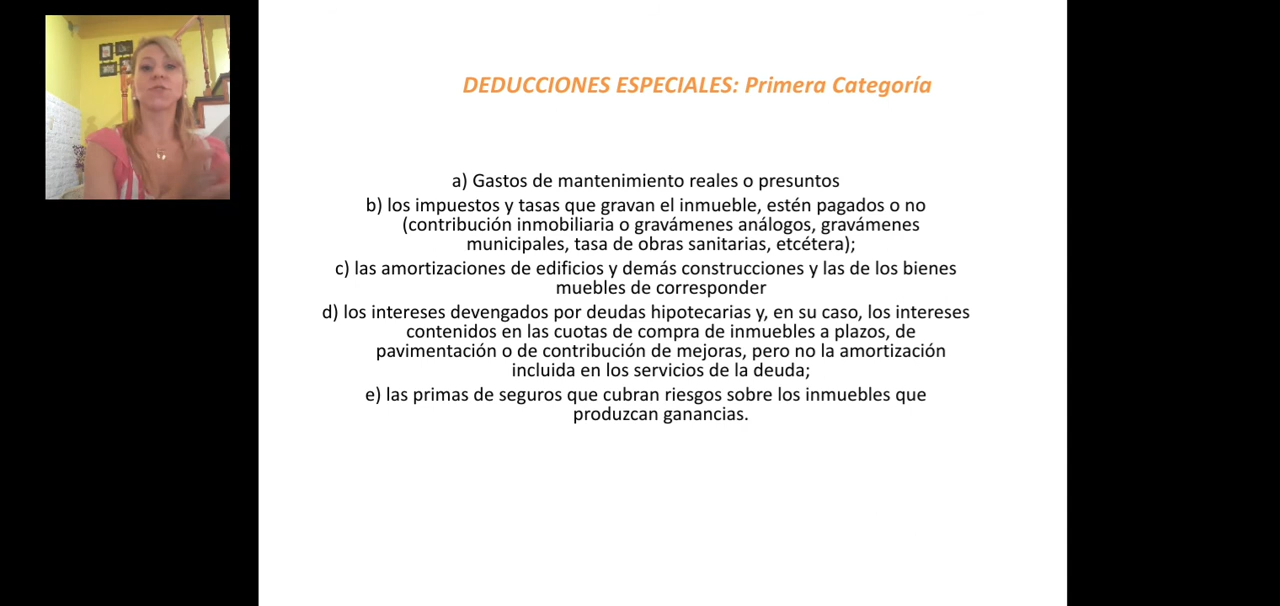 DEDUCCIONES ESPECIALES: Primera Categoría
a) Gastos de mantenimiento reales o presuntos
b) los impuestos y tasas que gravan el inmueble, estén pagados o no
(contribución inmobiliaria o gravámenes análogos, gravámenes
municipales, tasa de obras sanitarias, etcétera);
c) las amortizaciones de edificios y demás construcciones y las de los bienes
muebles de corresponder
d) los intereses devengados por deudas hipotecarias y, en su caso, los intereses
contenidos en las cuotas de compra de inmuebles a plazos, de
pavimentación o de contribución de mejoras, pero no la amortización
incluida en los servicios de la deuda;
e) las primas de seguros que cubran riesgos sobre los inmuebles que
produzcan ganancias.